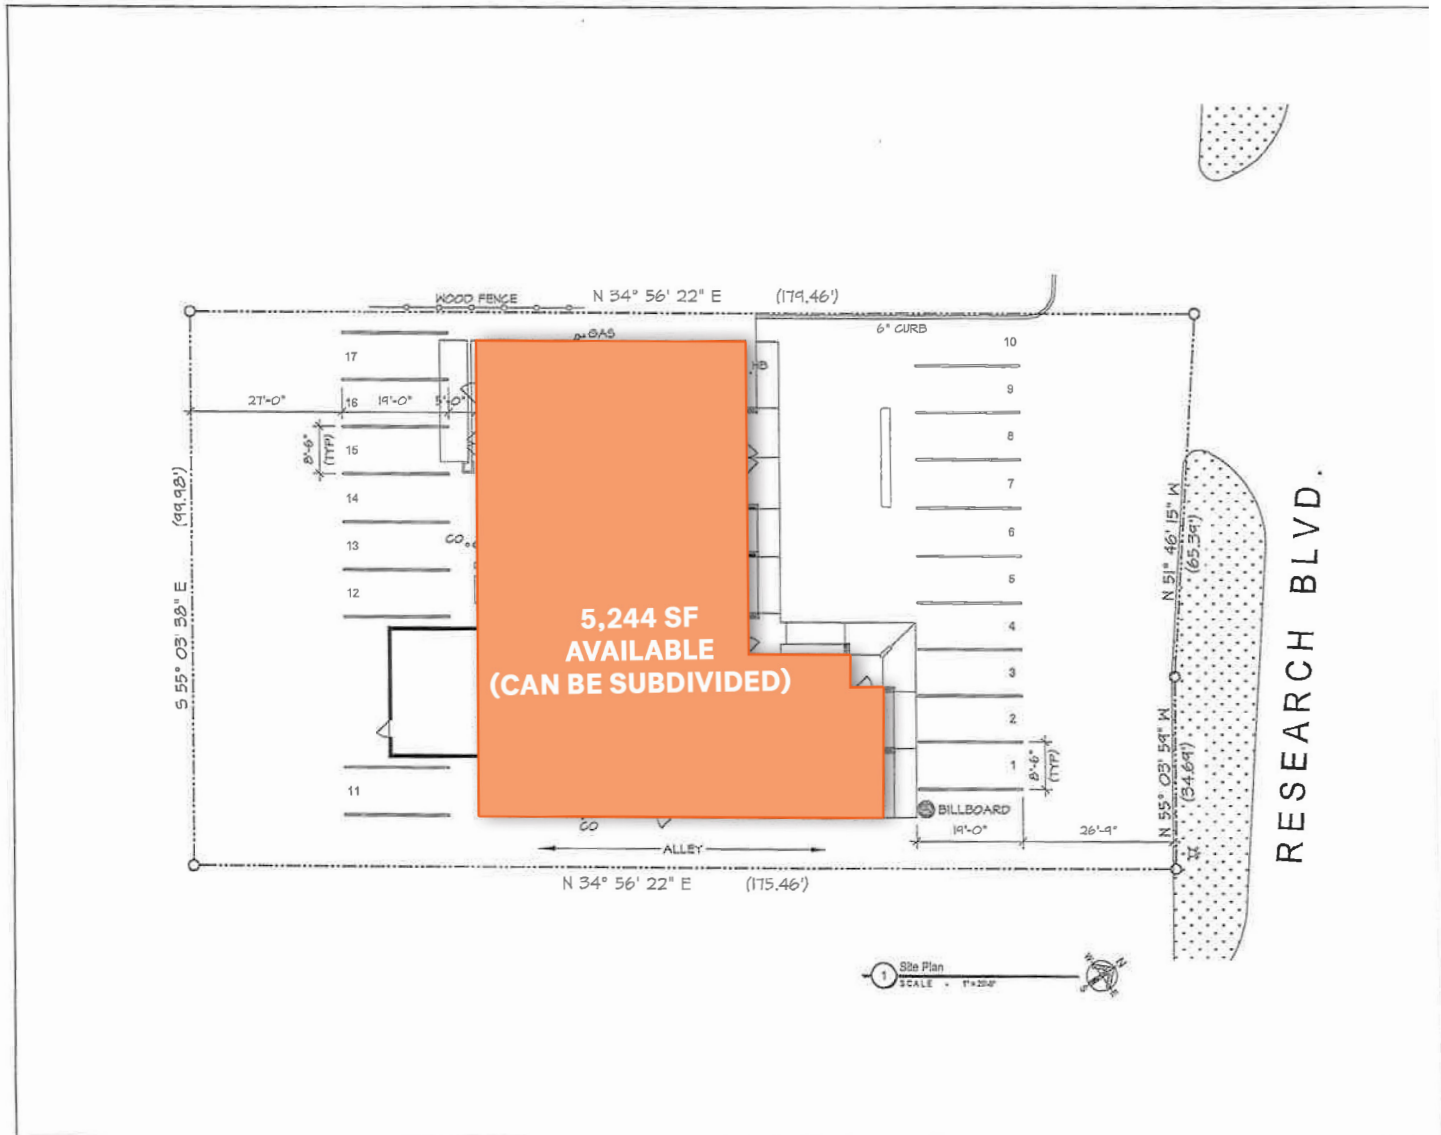 WOOD FENCE
N 34° 56' 22" E (179.46')
GAS
6" CURB
10
17
HB
9
27'-0"
16
19'-0"
5'-0"
8
8'-6"
(TYP)
15
7
14
S 55° 03' 38" E (99.98')
N 51° 46' 15" W
(65.39')
RESEARCH BLVD.
CO
13
6
12
5
5,244 SF
AVAILABLE
(CAN BE SUBDIVIDED)
4
3
2
1
8'-6"
(TYP)
N 55° 03' 59" W
(34.69')
11
BILLBOARD
CO
19'-0"
26'-9"
ALLEY
N 34° 56' 22" E (175.46')
1
Site Plan
SCALE
W
N
S
E